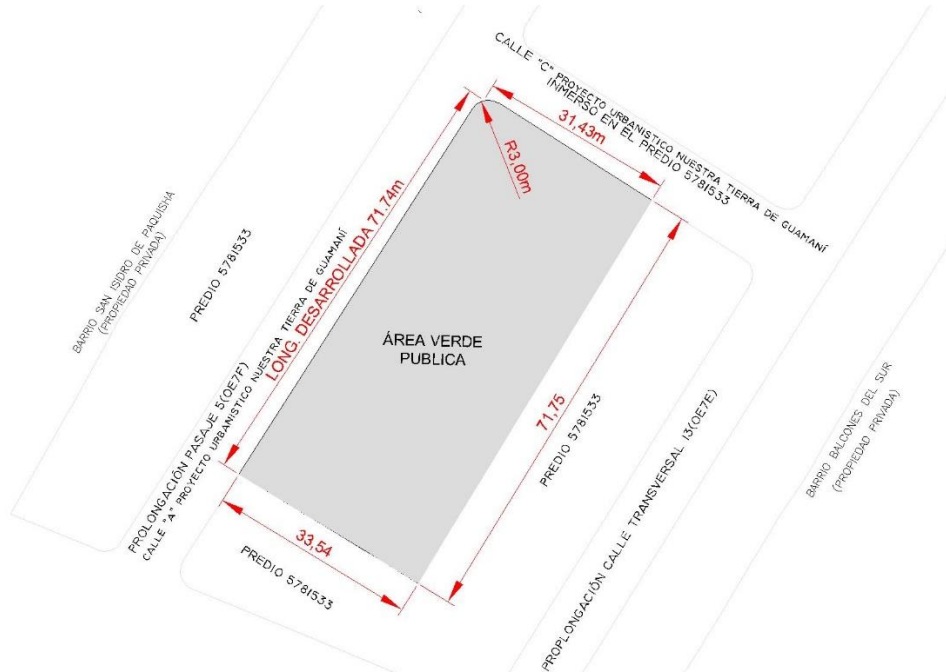 CALLE "C" PROYECTO URBANISTICO NUESTRA TIERRA DE GUAMANÍ
INMERSO EN EL PREDIO 5781533
31,43m
R3,00m
LONG. DESARROLLADA 71.74m
BARRIO SAN ISIDRO DE PAQUISHA
(PROPIEDAD PRIVADA)
PREDIO 5781533
PROLONGACIÓN PASAJE 5(OE7F)
CALLE "A" PROYECTO URBANISTICO NUESTRA TIERRA DE GUAMANÍ
ÁREA VERDE
PUBLICA
71,75
PREDIO 5781533
33,54
PREDIO 5781533
PROPLONGACIÓN CALLE TRANSVERSAL 13(OE7E)
BARRIO BALCONES DEL SUR
(PROPIEDAD PRIVADA)